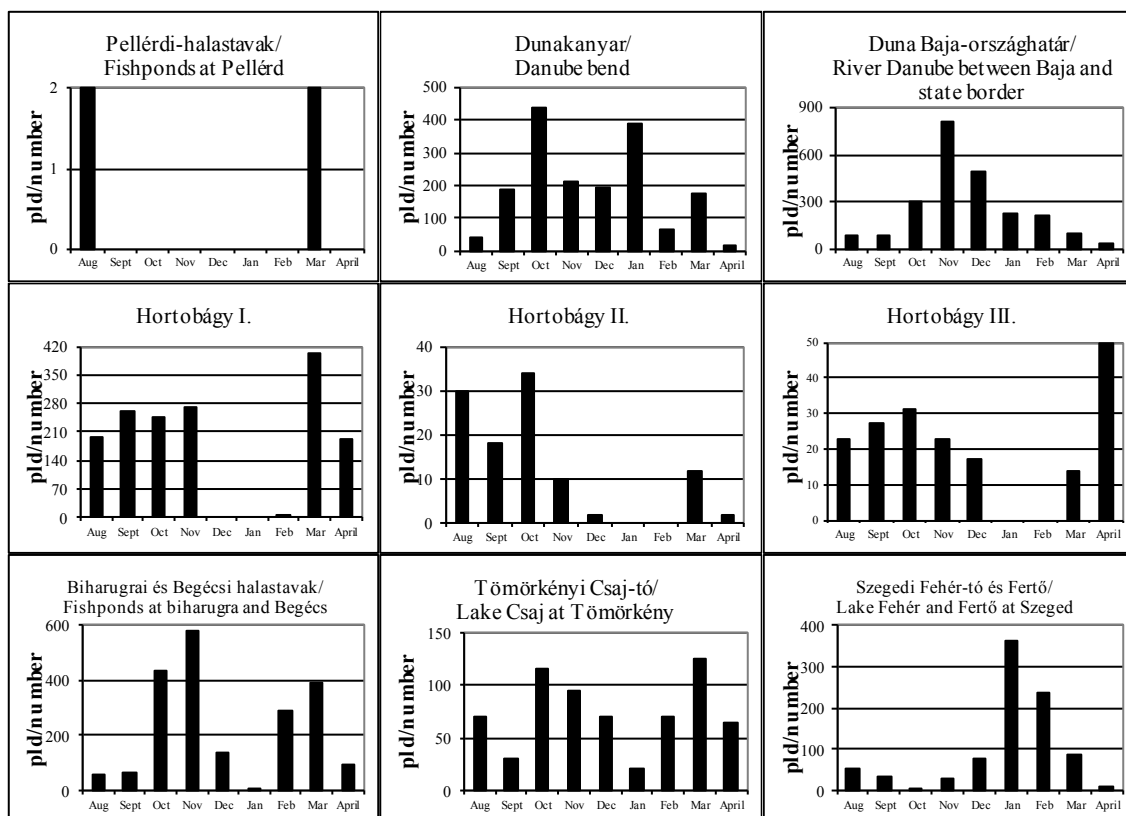 Pellérdi-halastavak/
Fishponds at Pellérd
pld/number
2
1
0
Aug Sept Oct Nov Dec Jan Feb Mar April
Dunakanyar/
Danube bend
pld/number
500
400
300
200
100
0
Aug Sept Oct Nov Dec Jan Feb Mar April
Duna Baja-országhatár/
River Danube between Baja and
state border
pld/number
900
600
300
0
Aug Sept Oct Nov Dec Jan Feb Mar April
Hortobágy I.
pld/number
420
350
280
210
140
70
0
Aug Sept Oct Nov Dec Jan Feb Mar April
Hortobágy II.
pld/number
40
30
20
10
0
Aug Sept Oct Nov Dec Jan Feb Mar April
Hortobágy III.
pld/number
50
40
30
20
10
0
Aug Sept Oct Nov Dec Jan Feb Mar April
Biharugrai és Begécsi halastavak/
Fishponds at biharugra and Begécs
pld/number
600
400
200
0
Aug Sept Oct Nov Dec Jan Feb Mar April
Tömörkényi Csaj-tó/
Lake Csaj at Tömörkény
pld/number
150
100
50
0
Aug Sept Oct Nov Dec Jan Feb Mar April
Szegedi Fehér-tó és Fertő/
Lake Fehér and Fertő at Szeged
pld/number
400
300
200
100
0
Aug Sept Oct Nov Dec Jan Feb Mar April